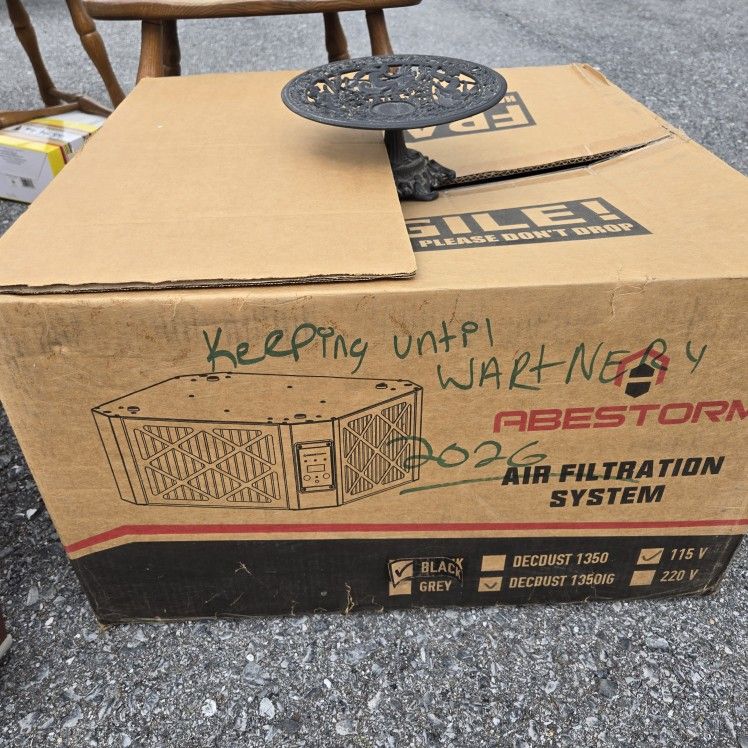 FRA
GILE!
PLEASE DON'T DROP
Keeping until
WARtNERY
2026
ABESTORM
AIR FILTRATION
SYSTEM
BLACK
GREY
DECDUST 1350
DECDUST 1350IG
115 V
220 V